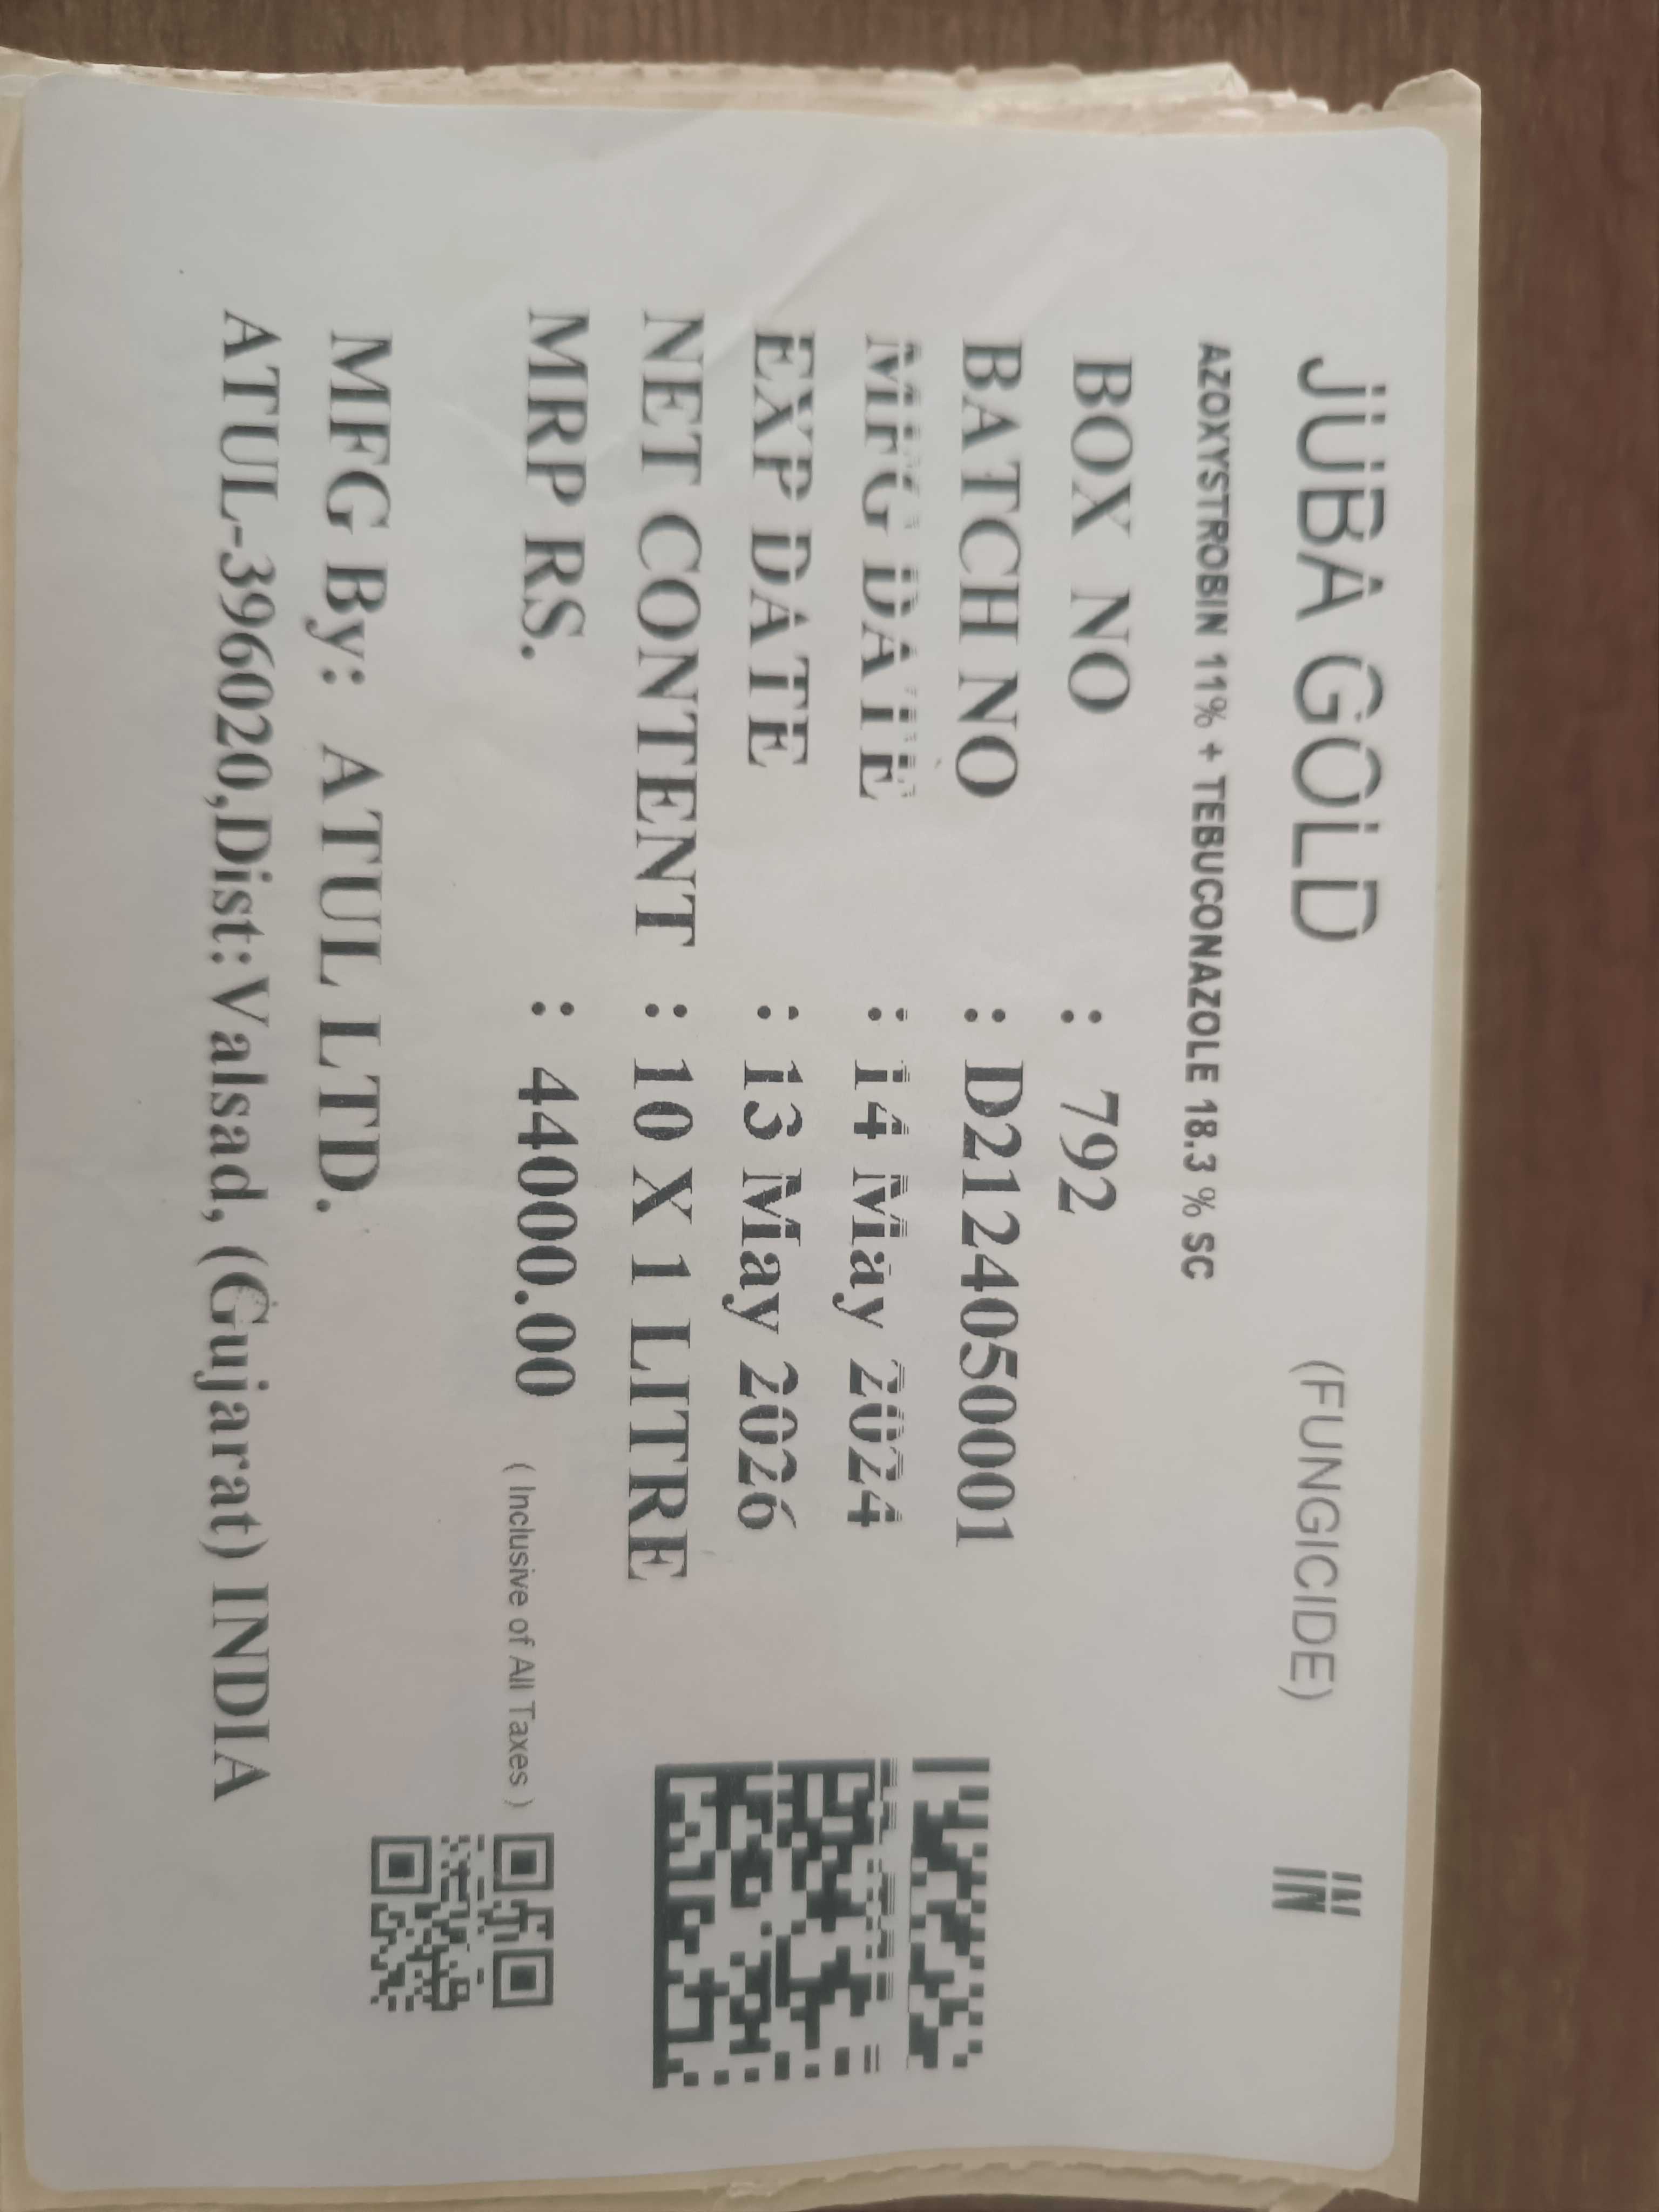 JUBA GOLD (FUNGICIDE) IN
AZOXYSTROBIN 11% + TEBUCONAZOLE 18.3 % SC
BOX NO : 792
BATCH NO : D2124050001
MFG DATE : 14 May 2024
EXP DATE : 13 May 2026
NET CONTENT : 10 X 1 LITRE
MRP RS. : 44000.00 ( Inclusive of All Taxes )
MFG By: ATUL LTD.
ATUL-396020,Dist:Valsad, (Gujarat) INDIA